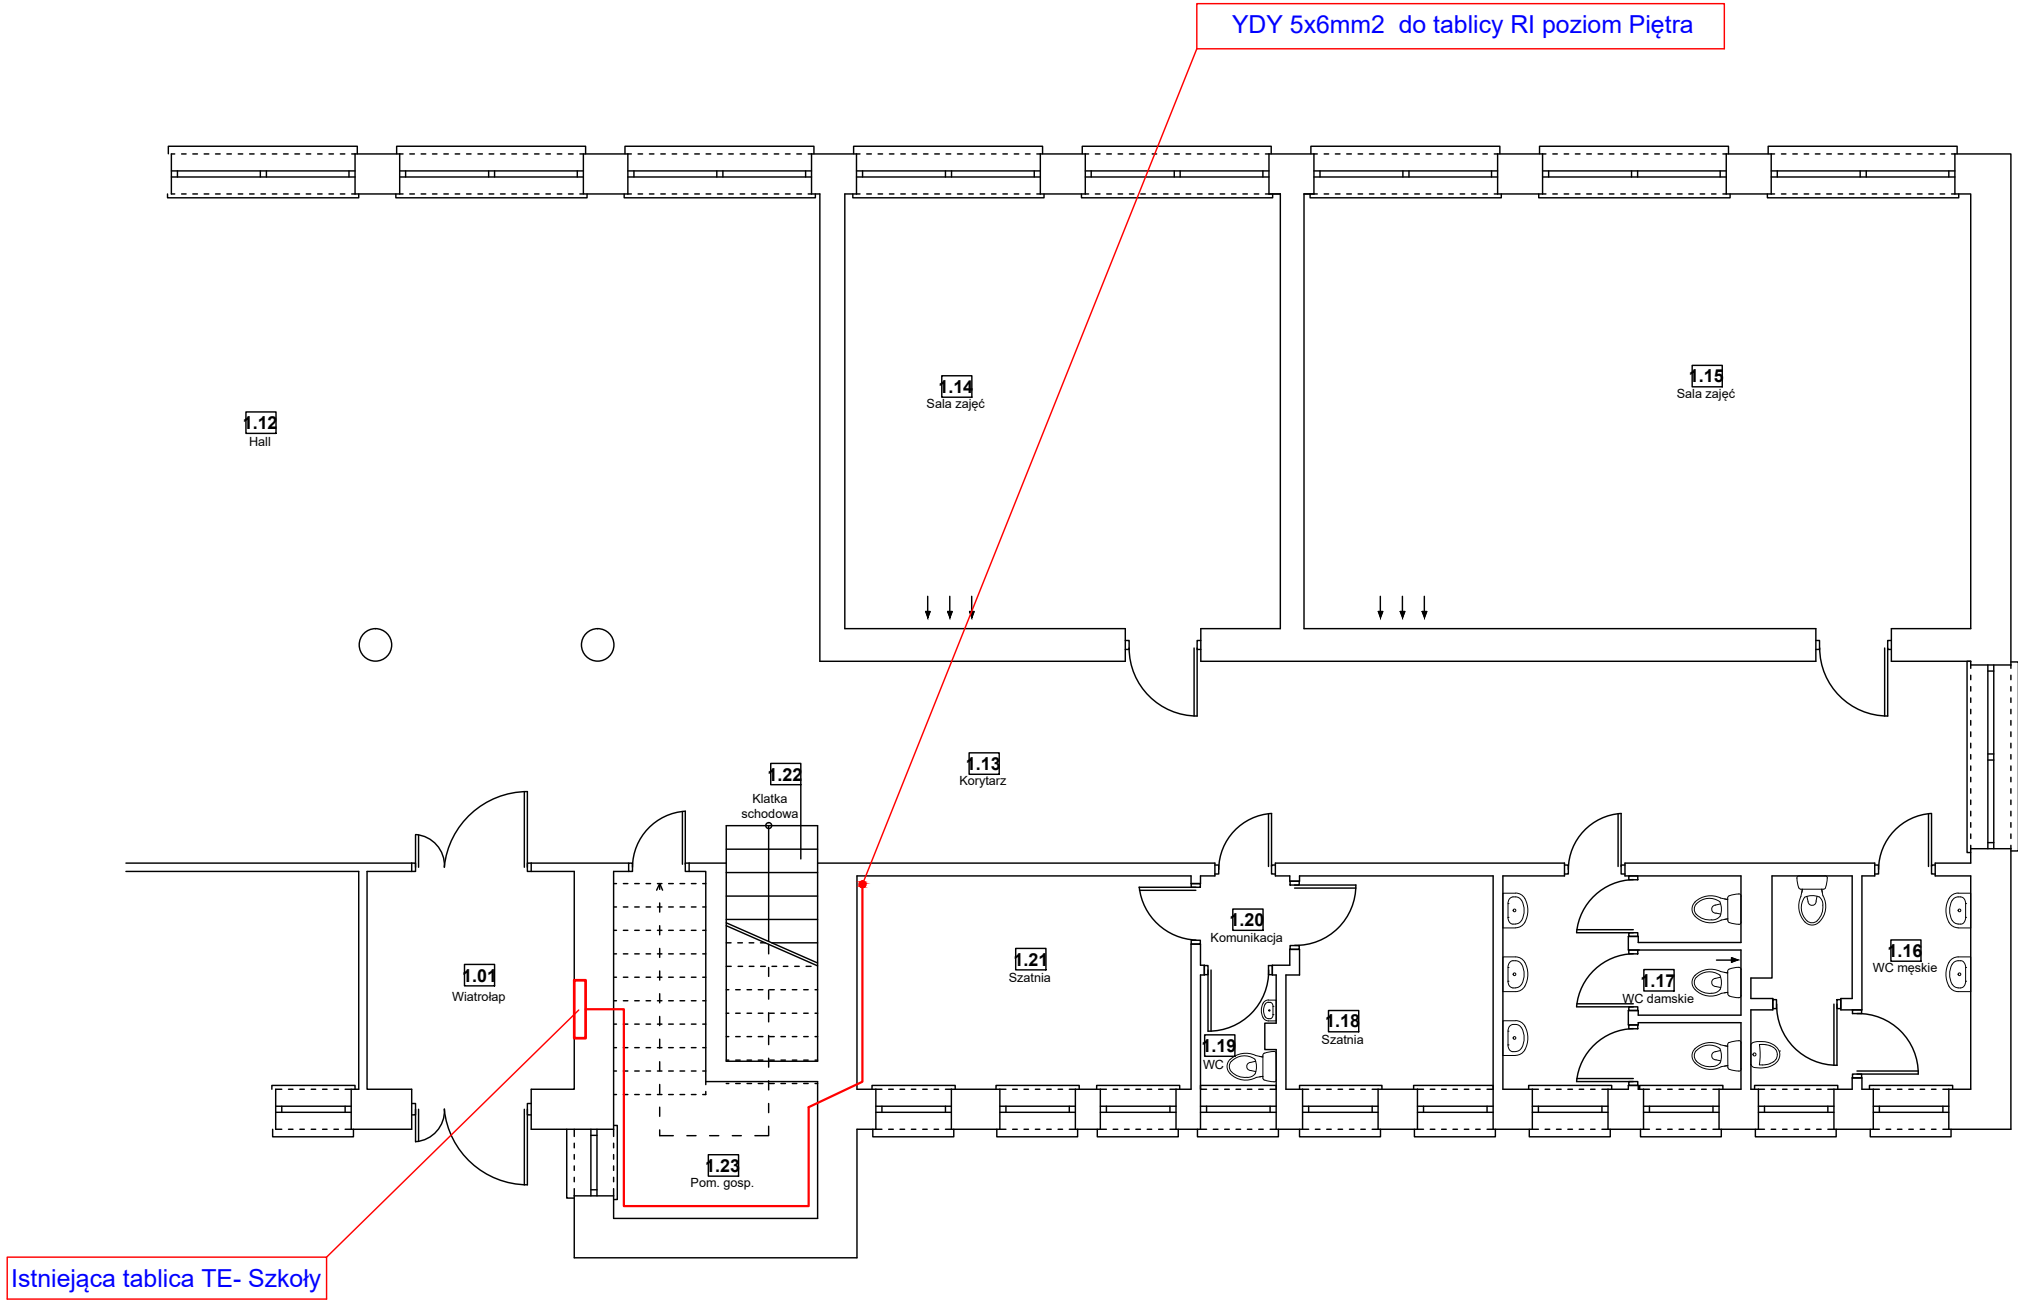 YDY 5x6mm2  do tablicy RI poziom Piętra
1.14
Sala zajęć
1.15
Sala zajęć
1.12
Hall
1.22
Klatka
schodowa
1.13
Korytarz
1.01
Wiatrołap
1.21
Szatnia
1.20
Komunikacja
1.19
WC
1.18
Szatnia
1.17
WC damskie
1.16
WC męskie
1.23
Pom. gosp.
Istniejąca tablica TE- Szkoły